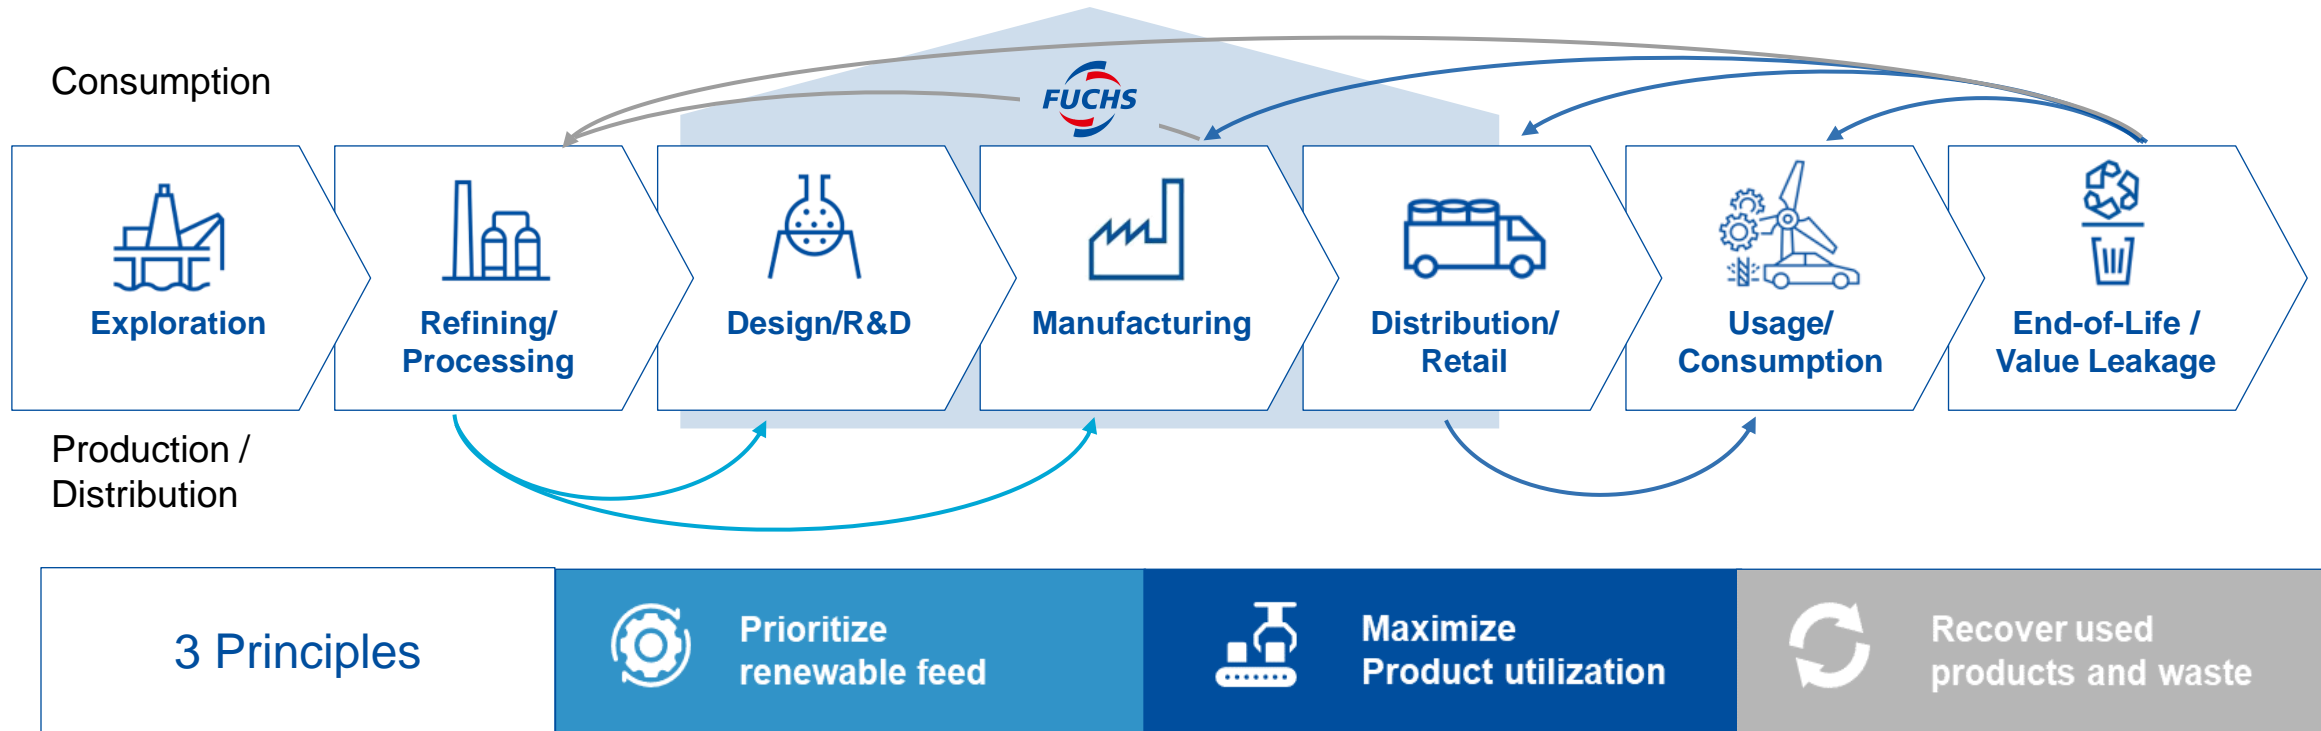 Consumption
FUCHS
Exploration
Refining/
Processing
Design/R&D
Manufacturing
Distribution/
Retail
Usage/
Consumption
End-of-Life /
Value Leakage
Production /
Distribution
3 Principles
Prioritize
renewable feed
Maximize
Product utilization
Recover used
products and waste